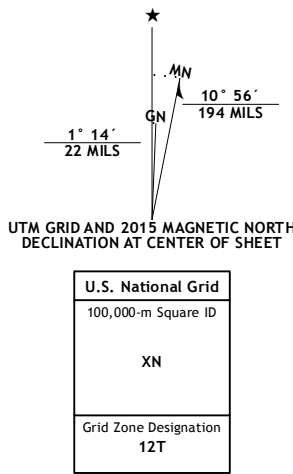 ★
MN
GN
10° 56´
194 MILS
1° 14´
22 MILS
UTM GRID AND 2015 MAGNETIC NORTH
DECLINATION AT CENTER OF SHEET
U.S. National Grid
100,000-m Square ID
XN
Grid Zone Designation
12T